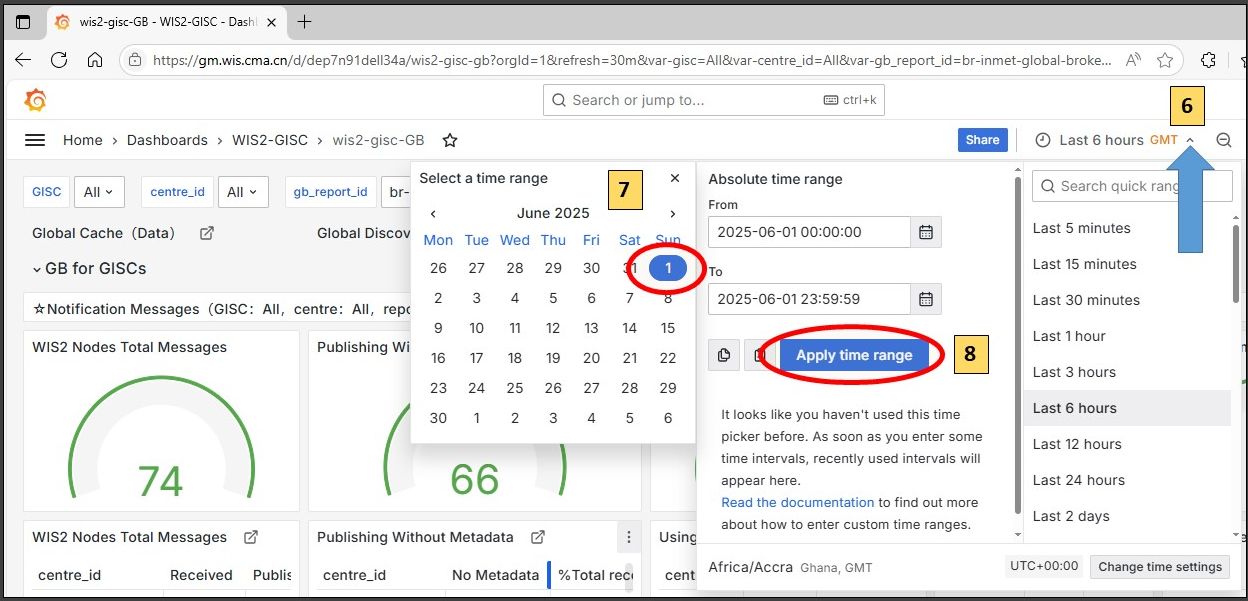 wis2-gisc-GB - WIS2-GISC - Dash
https://gm.wis.cma.cn/d/dep7n91dell34a/wis2-gisc-gb?orgId=1&refresh=30m&var-gisc=All&var-centre_id=All&var-gb_report_id=br-inmet-global-broke...
Search or jump to... ctrl+k
6
Home > Dashboards > WIS2-GISC > wis2-gisc-GB
Share
Last 6 hours GMT
GISC All centre_id All gb_report_id br-
Global Cache（Data）
Global Discov
GB for GISCs
☆Notification Messages（GISC：All，centre：All，repo
WIS2 Nodes Total Messages
74
Publishing Wi
66
WIS2 Nodes Total Messages
centre_id Received Publis
Publishing Without Metadata
centre_id No Metadata %Total rec
Using
cent
Select a time range
7
June 2025
Mon Tue Wed Thu Fri Sat Sun
26 27 28 29 30 31 1
2 3 4 5 6 7 8
9 10 11 12 13 14 15
16 17 18 19 20 21 22
23 24 25 26 27 28 29
30 1 2 3 4 5 6
Absolute time range
From
2025-06-01 00:00:00
To
2025-06-01 23:59:59
Apply time range
8
It looks like you haven't used this time
picker before. As soon as you enter some
time intervals, recently used intervals will
appear here.
Read the documentation to find out more
about how to enter custom time ranges.
Search quick rang
Last 5 minutes
Last 15 minutes
Last 30 minutes
Last 1 hour
Last 3 hours
Last 6 hours
Last 12 hours
Last 24 hours
Last 2 days
Africa/Accra Ghana, GMT
UTC+00:00
Change time settings